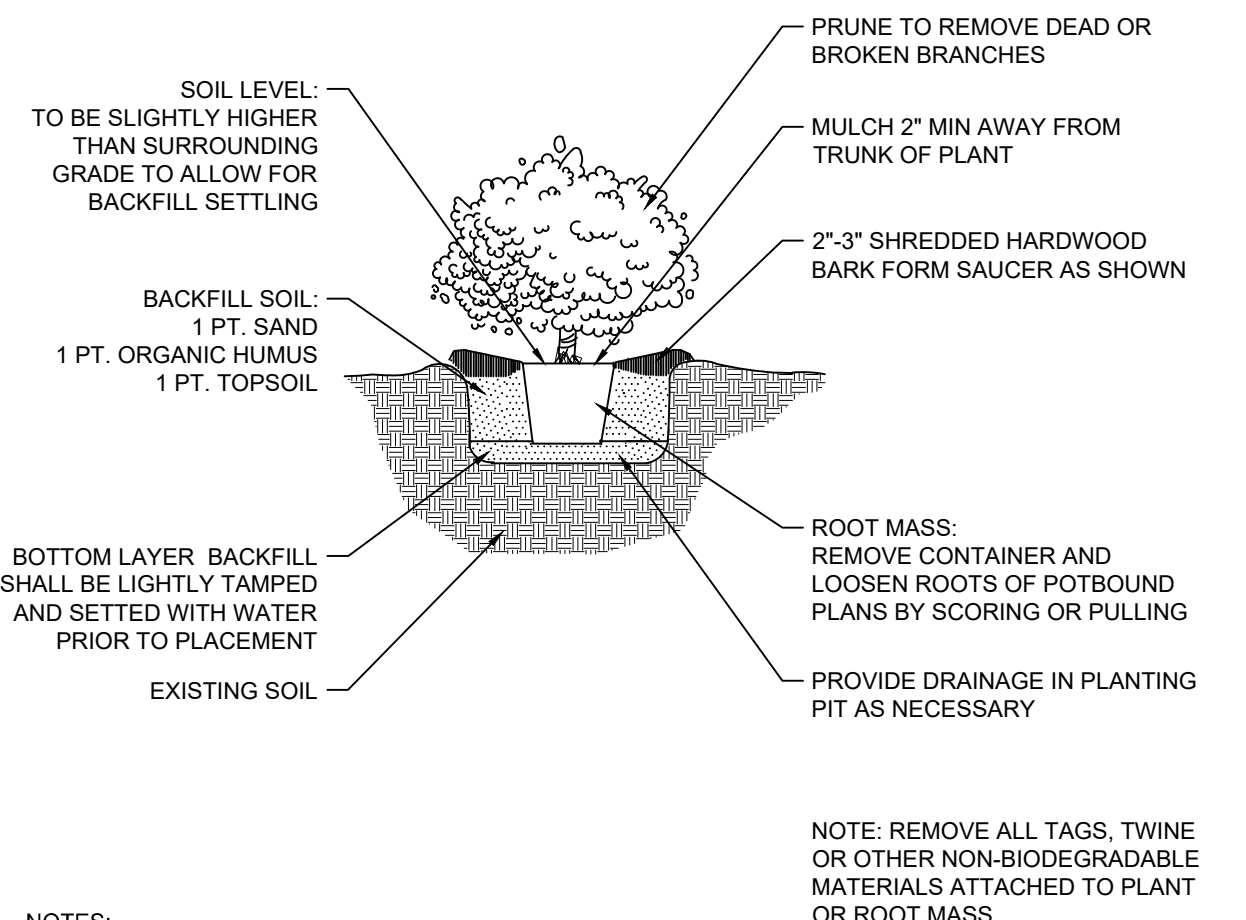 SOIL LEVEL:
TO BE SLIGHTLY HIGHER
THAN SURROUNDING
GRADE TO ALLOW FOR
BACKFILL SETTLING
BACKFILL SOIL:
1 PT. SAND
1 PT. ORGANIC HUMUS
1 PT. TOPSOIL
BOTTOM LAYER BACKFILL
SHALL BE LIGHTLY TAMPED
AND SETTED WITH WATER
PRIOR TO PLACEMENT
EXISTING SOIL
PRUNE TO REMOVE DEAD OR
BROKEN BRANCHES
MULCH 2" MIN AWAY FROM
TRUNK OF PLANT
2"-3" SHREDDED HARDWOOD
BARK FORM SAUCER AS SHOWN
ROOT MASS:
REMOVE CONTAINER AND
LOOSEN ROOTS OF POTBOUND
PLANS BY SCORING OR PULLING
PROVIDE DRAINAGE IN PLANTING
PIT AS NECESSARY
NOTE: REMOVE ALL TAGS, TWINE
OR OTHER NON-BIODEGRADABLE
MATERIALS ATTACHED TO PLANT
OR ROOT MASS
NOTES: